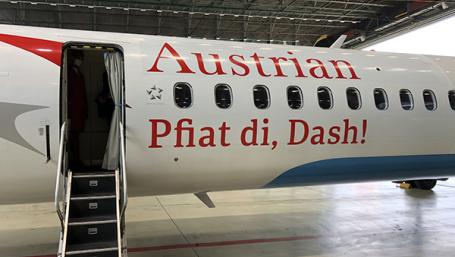 Austrian
Pfiat di, Dash!